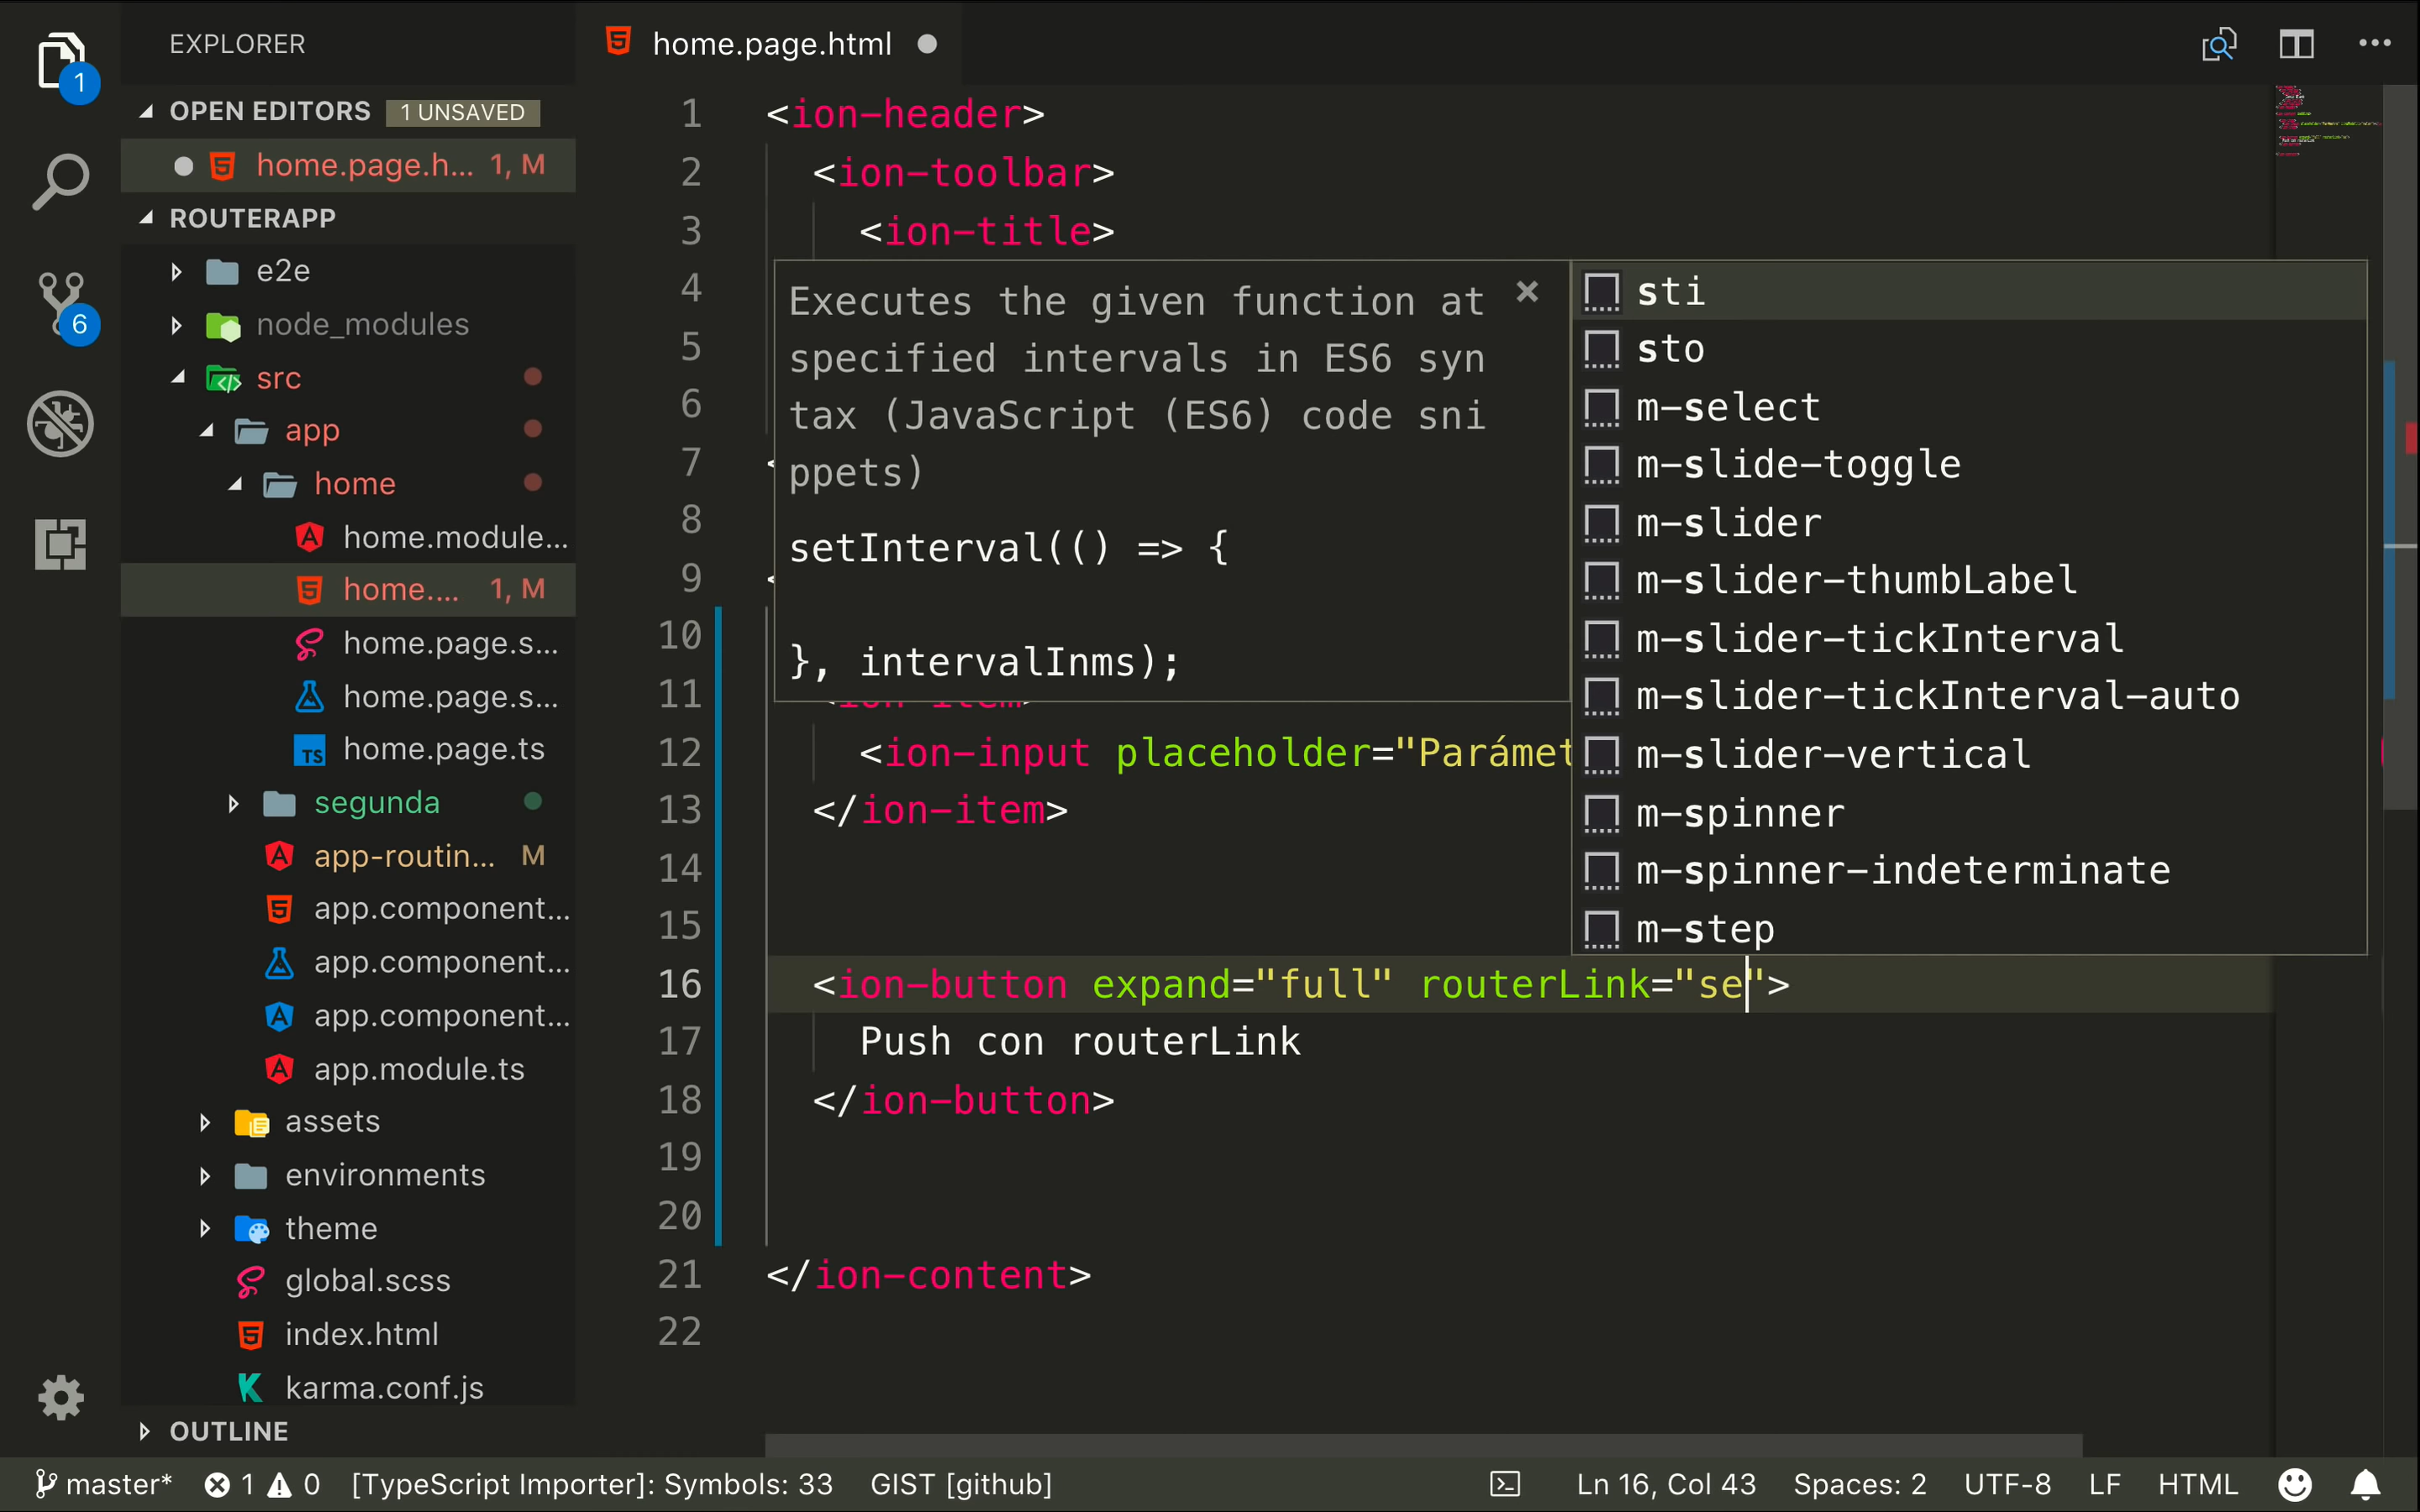 EXPLORER
OPEN EDITORS 1 UNSAVED
home.page.h... 1, M
ROUTERAPP
e2e
node_modules
src
app
home
home.module...
home.... 1, M
home.page.s...
home.page.s...
home.page.ts
segunda
app-routin... M
app.component...
app.component...
app.component...
app.module.ts
assets
environments
theme
global.scss
index.html
karma.conf.js
OUTLINE
1
6
home.page.html
1 <ion-header>
2 <ion-toolbar>
3 <ion-title>
4
5
6
7 <
8
9 <
10
11 <ion-item>
12 <ion-input placeholder="Parámet
13 </ion-item>
14
15
16 <ion-button expand="full" routerLink="se">
17 Push con routerLink
18 </ion-button>
19
20
21 </ion-content>
22
Executes the given function at
specified intervals in ES6 syn
tax (JavaScript (ES6) code sni
ppets)
setInterval(() => {
}, intervalInms);
sti
sto
m-select
m-slide-toggle
m-slider
m-slider-thumbLabel
m-slider-tickInterval
m-slider-tickInterval-auto
m-slider-vertical
m-spinner
m-spinner-indeterminate
m-step
master* 1 0 [TypeScript Importer]: Symbols: 33 GIST [github] Ln 16, Col 43 Spaces: 2 UTF-8 LF HTML